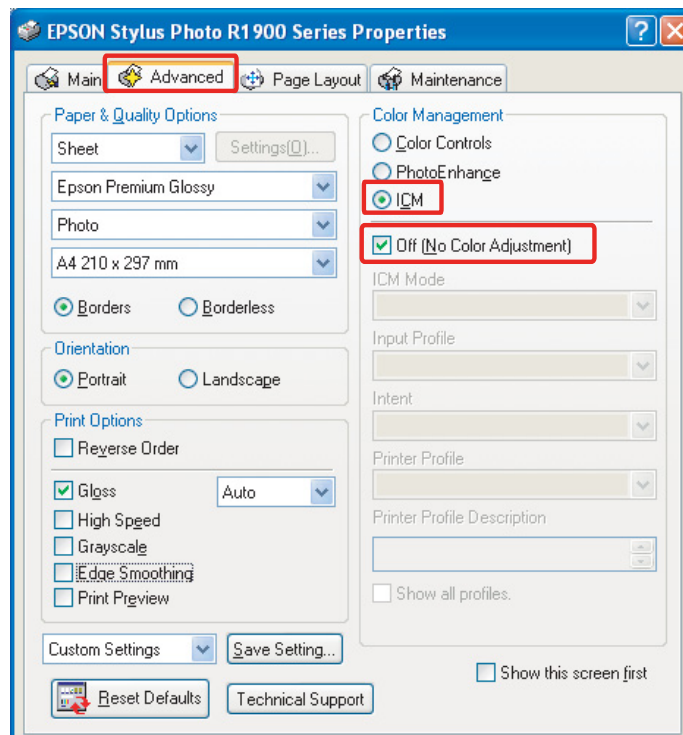 EPSON Stylus Photo R1900 Series Properties
Main
Advanced
Page Layout
Maintenance
Paper & Quality Options
Sheet
Settings(O)...
Epson Premium Glossy
Photo
A4 210 x 297 mm
Borders
Borderless
Orientation
Portrait
Landscape
Print Options
Reverse Order
Gloss
Auto
High Speed
Grayscale
Edge Smoothing
Print Preview
Custom Settings
Save Setting...
Reset Defaults
Technical Support
Color Management
Color Controls
PhotoEnhance
ICM
Off (No Color Adjustment)
ICM Mode
Input Profile
Intent
Printer Profile
Printer Profile Description
Show all profiles.
Show this screen first